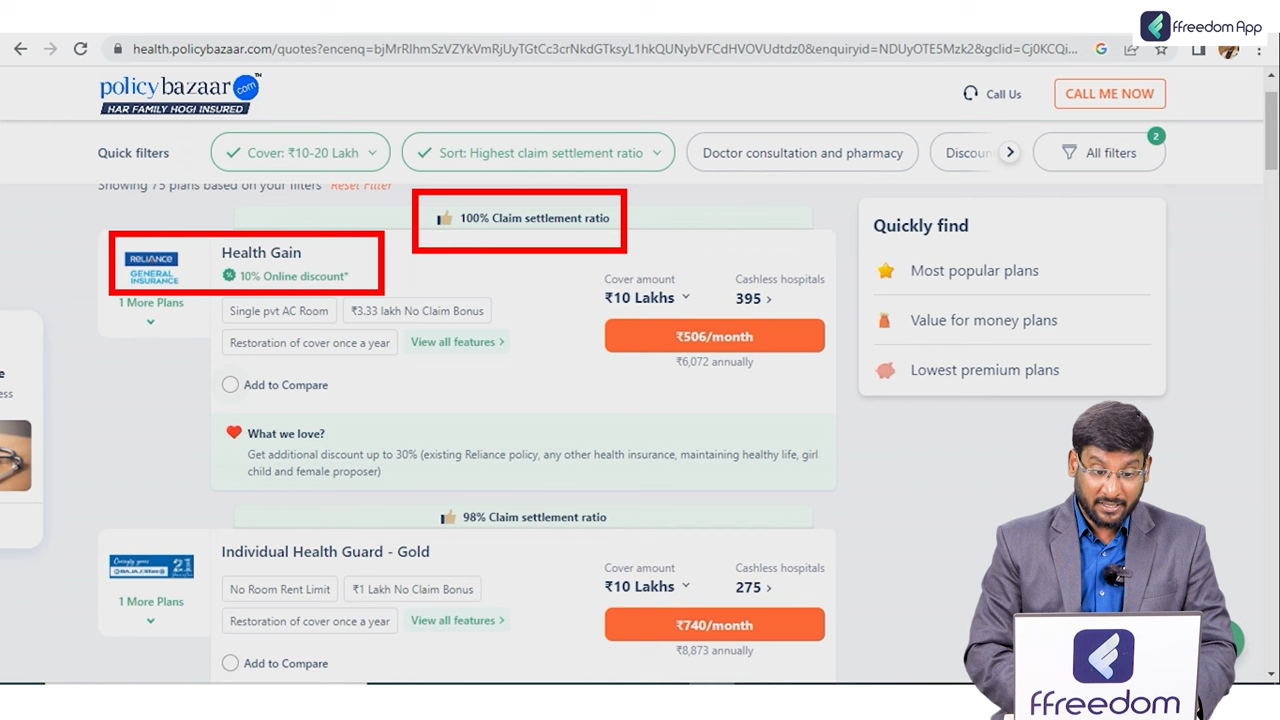 ffreedom App
health.policybazaar.com/quotes?encenq=bjMrRlhmSzVZYkVmRjUyTGtCc3crNkdGTksyL1hkQUNybVFCdHVOVUdtdz0&enquiryid=NDUyOTE5Mzk2&gclid=Cj0KCQi...
policybazaar.com
HAR FAMILY HOGI INSURED
Call Us
CALL ME NOW
Quick filters
Cover: ₹10-20 Lakh
Sort: Highest claim settlement ratio
Doctor consultation and pharmacy
Discoun
All filters
2
Showing 75 plans based on your filters Reset Filter
100% Claim settlement ratio
RELIANCE
GENERAL
INSURANCE
1 More Plans
Health Gain
10% Online discount*
Single pvt AC Room
₹3.33 lakh No Claim Bonus
Restoration of cover once a year
View all features >
Add to Compare
Cover amount
₹10 Lakhs
Cashless hospitals
395 >
₹506/month
₹6,072 annually
What we love?
Get additional discount up to 30% (existing Reliance policy, any other health insurance, maintaining healthy life, girl
child and female proposer)
Quickly find
Most popular plans
Value for money plans
Lowest premium plans
98% Claim settlement ratio
1 More Plans
Individual Health Guard - Gold
No Room Rent Limit
₹1 Lakh No Claim Bonus
Restoration of cover once a year
View all features >
Add to Compare
Cover amount
₹10 Lakhs
Cashless hospitals
275 >
₹740/month
₹8,873 annually
ffreedom